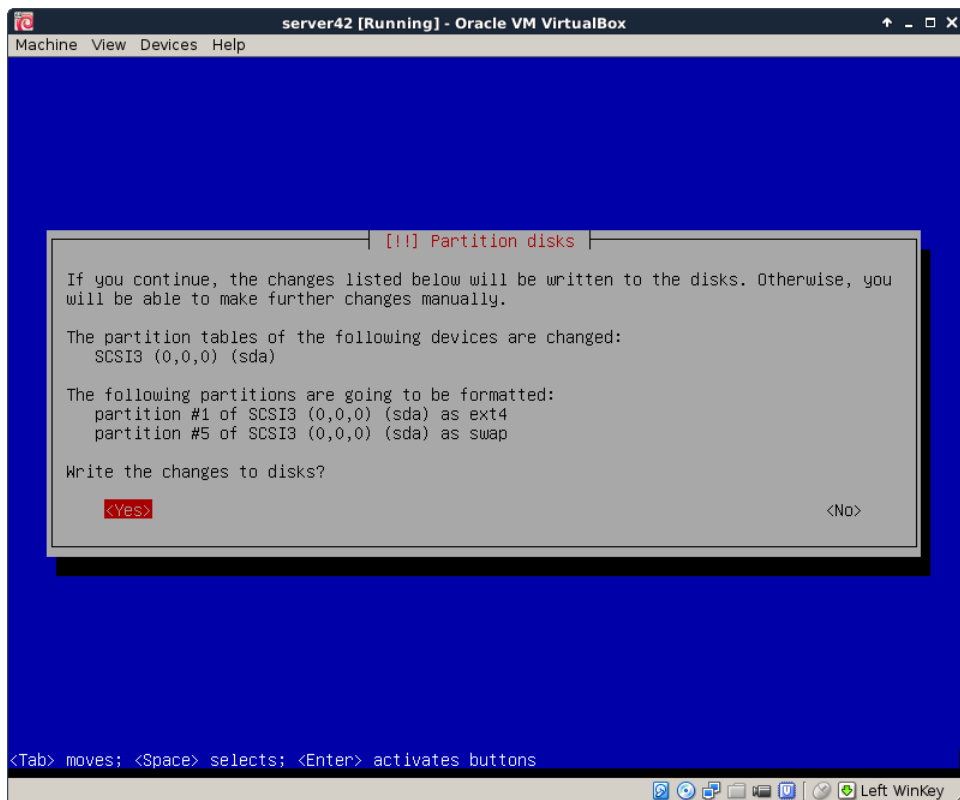 server42 [Running] - Oracle VM VirtualBox
Machine View Devices Help
[!!] Partition disks
If you continue, the changes listed below will be written to the disks. Otherwise, you
will be able to make further changes manually.
The partition tables of the following devices are changed:
SCSI3 (0,0,0) (sda)
The following partitions are going to be formatted:
partition #1 of SCSI3 (0,0,0) (sda) as ext4
partition #5 of SCSI3 (0,0,0) (sda) as swap
Write the changes to disks?
<Yes> <No>
<Tab> moves; <Space> selects; <Enter> activates buttons
Left WinKey